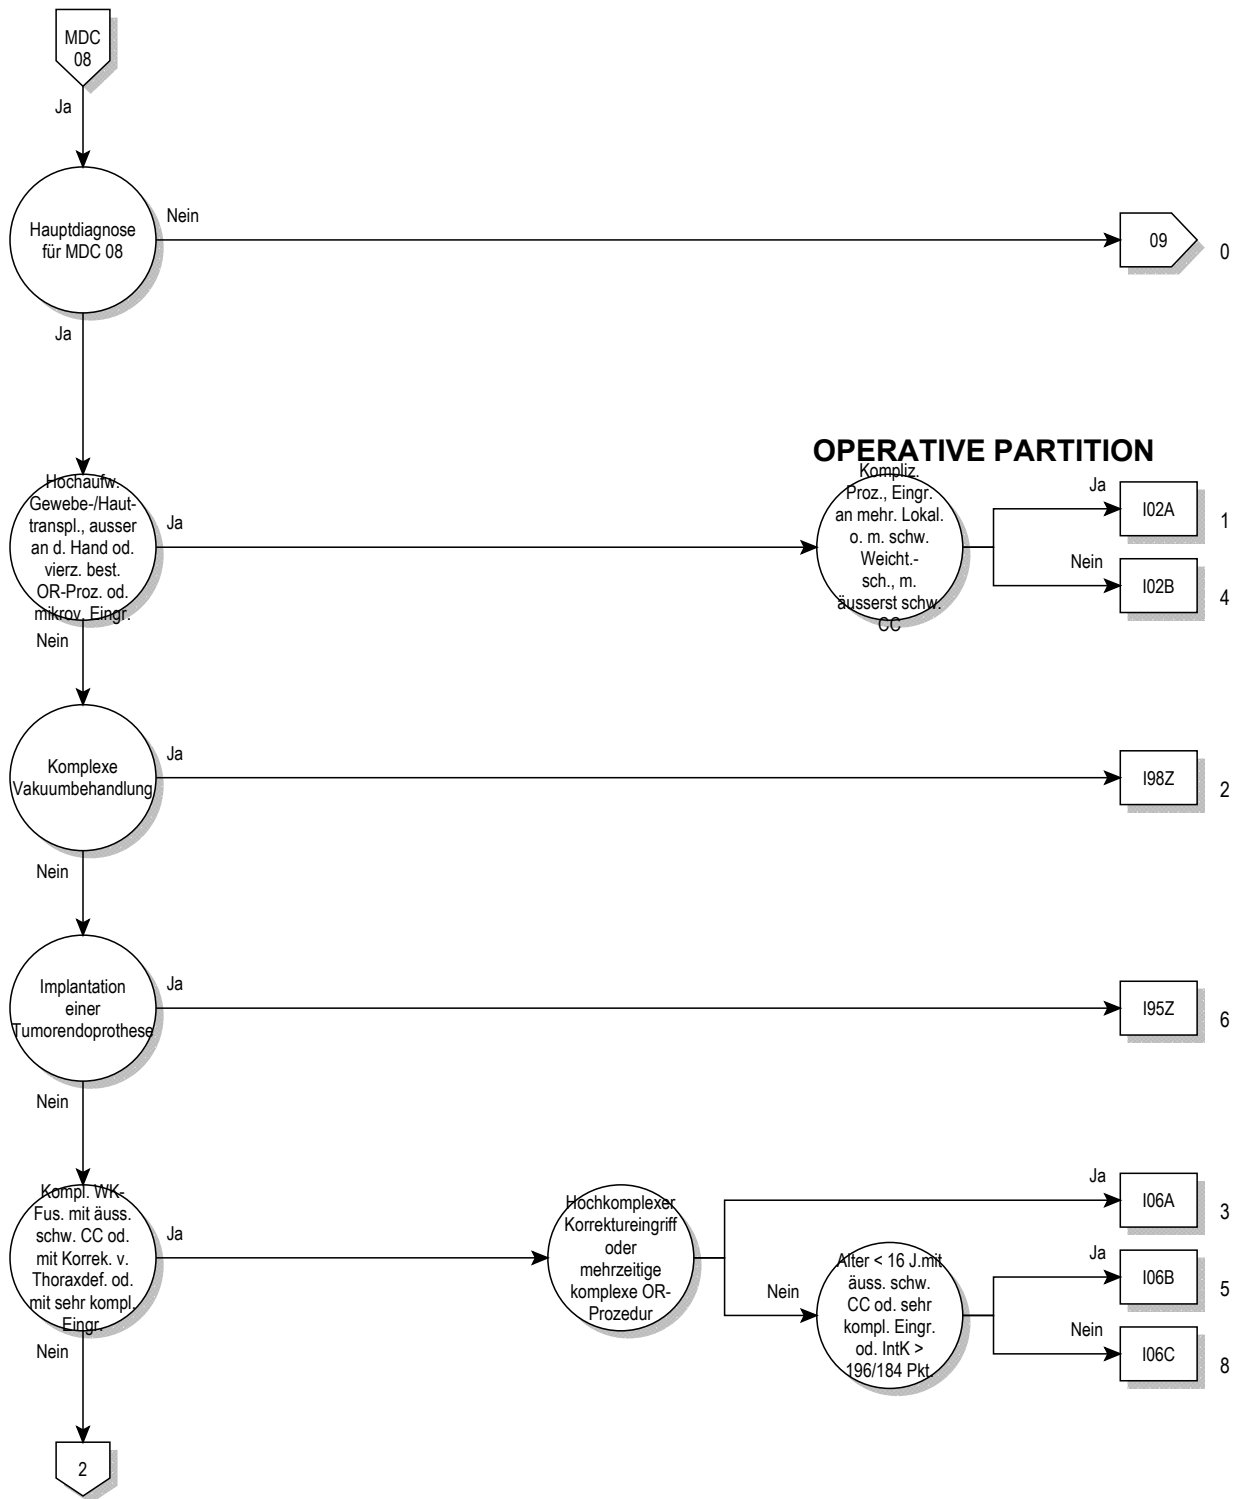 MDC
08
Ja
Hauptdiagnose
für MDC 08
Nein
09
0
Ja
OPERATIVE PARTITION
Hochaufw.
Gewebe-/Haut-
transpl., ausser
an d. Hand od.
vierz. best.
OR-Proz. od.
mikrov. Eingr.
Ja
Kompliz.
Proz., Eingr.
an mehr. Lokal.
o. m. schw.
Weicht.-
sch., m.
äusserst schw.
CC
Ja
I02A
1
Nein
I02B
4
Nein
Komplexe
Vakuumbehandlung
Ja
I98Z
2
Nein
Implantation
einer
Tumorendoprothese
Ja
I95Z
6
Nein
Kompl. WK-
Fus. mit äuss.
schw. CC od.
mit Korrek. v.
Thoraxdef. od.
mit sehr kompl.
Eingr.
Ja
Hochkomplexer
Korrektureingriff
oder
mehrzeitige
komplexe OR-
Prozedur
Ja
I06A
3
Nein
Alter < 16 J.mit
äuss. schw.
CC od. sehr
kompl. Eingr.
od. IntK >
196/184 Pkt.
Ja
I06B
5
Nein
I06C
8
Nein
2